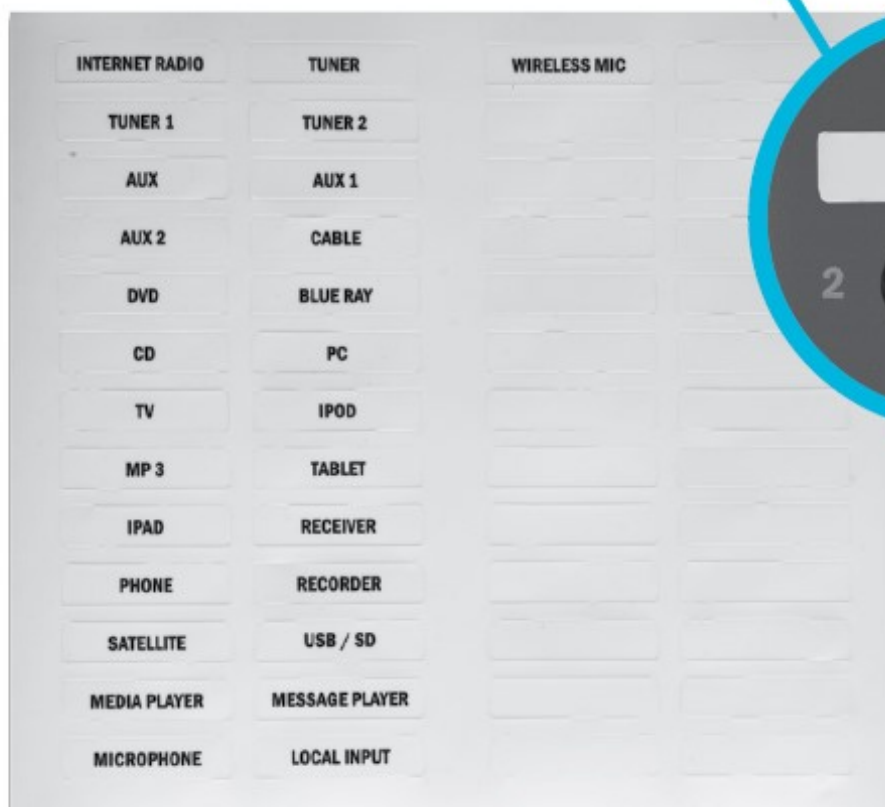 INTERNET RADIO TUNER WIRELESS MIC
TUNER 1 TUNER 2
AUX AUX 1
AUX 2 CABLE
DVD BLUE RAY
CD PC
TV IPOD
MP 3 TABLET
IPAD RECEIVER
PHONE RECORDER
SATELLITE USB / SD
MEDIA PLAYER MESSAGE PLAYER
MICROPHONE LOCAL INPUT
2